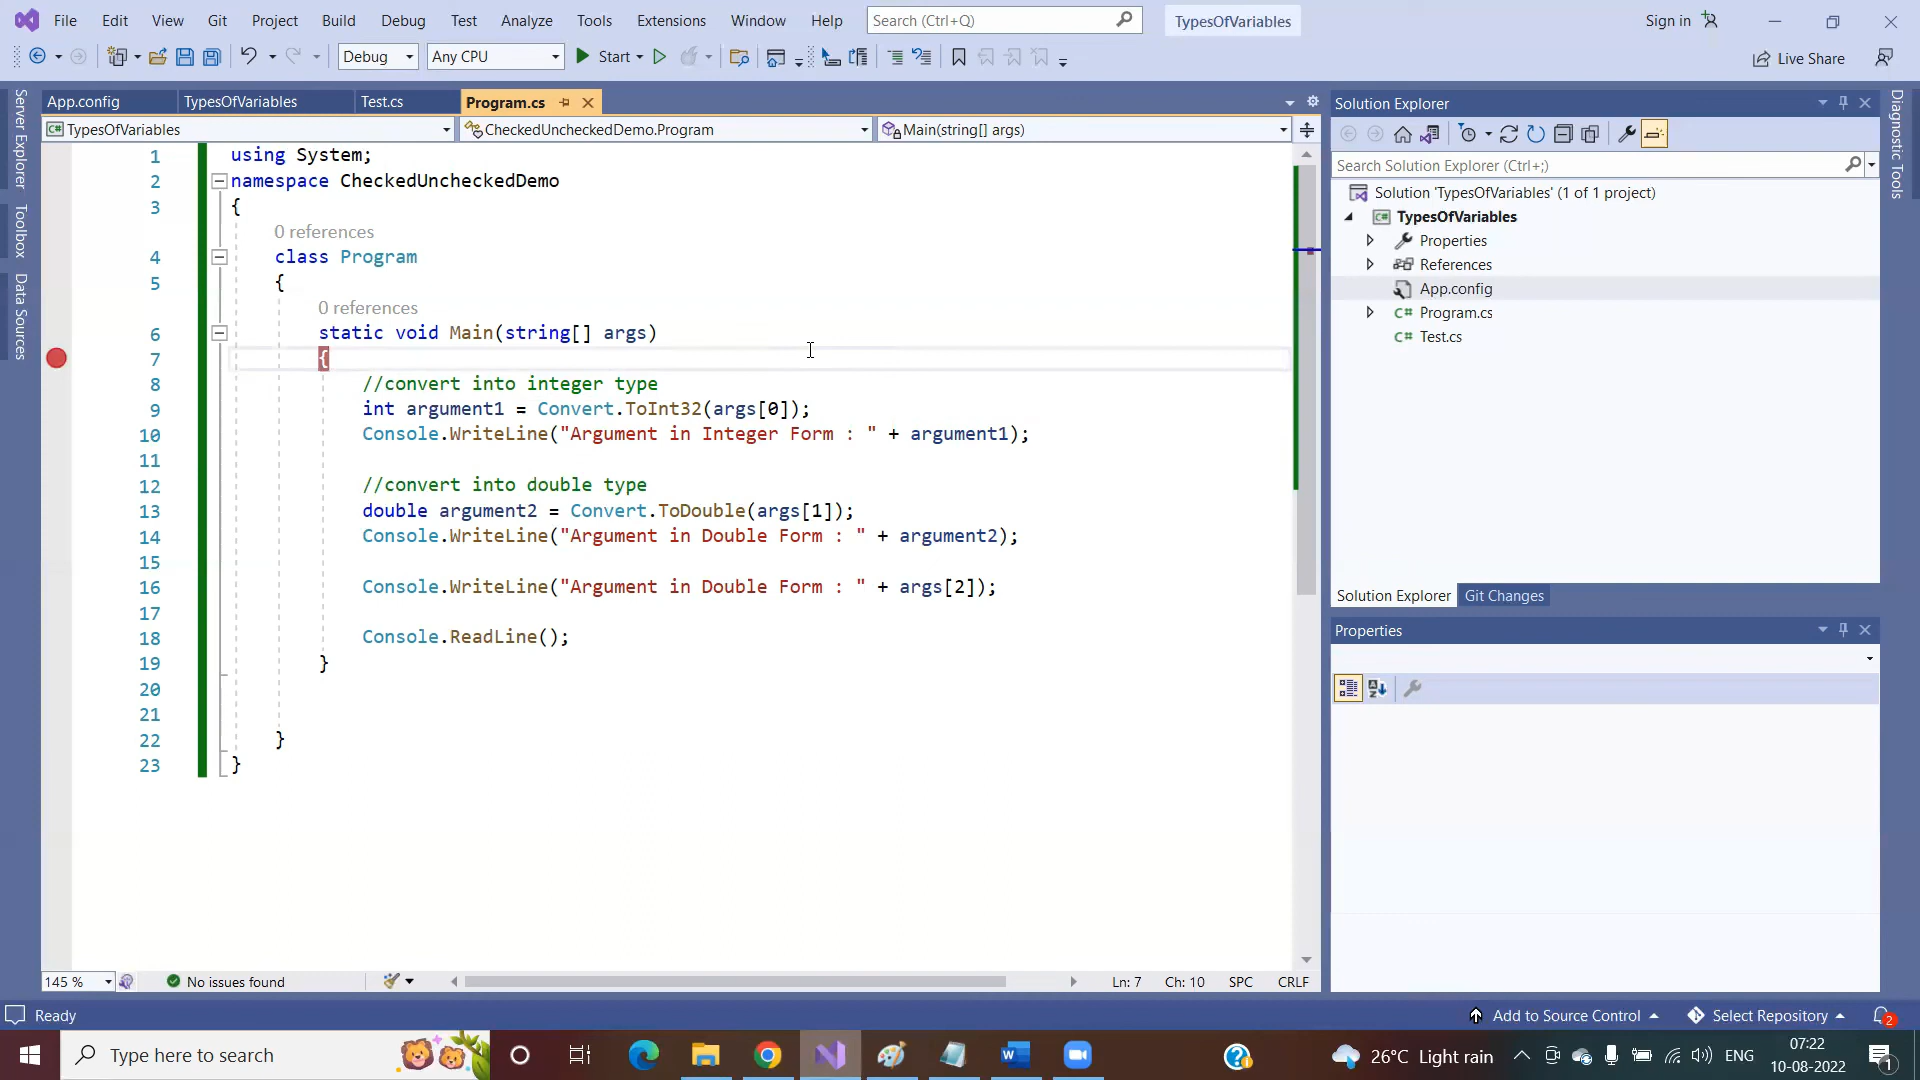 File Edit View Git Project Build Debug Test Analyze Tools Extensions Window Help Search (Ctrl+Q) TypesOfVariables Sign in
Debug Any CPU Start Live Share
App.config TypesOfVariables Test.cs Program.cs
TypesOfVariables CheckedUncheckedDemo.Program Main(string[] args)
Server Explorer
Toolbox
Data Sources
1 using System;
2 namespace CheckedUncheckedDemo
3 {
0 references
4 class Program
5 {
0 references
6 static void Main(string[] args)
7 {
8 //convert into integer type
9 int argument1 = Convert.ToInt32(args[0]);
10 Console.WriteLine("Argument in Integer Form : " + argument1);
11
12 //convert into double type
13 double argument2 = Convert.ToDouble(args[1]);
14 Console.WriteLine("Argument in Double Form : " + argument2);
15
16 Console.WriteLine("Argument in Double Form : " + args[2]);
17
18 Console.ReadLine();
19 }
20
21
22 }
23 }
145 % No issues found Ln: 7 Ch: 10 SPC CRLF
Solution Explorer
Search Solution Explorer (Ctrl+;)
Solution 'TypesOfVariables' (1 of 1 project)
TypesOfVariables
Properties
References
App.config
Program.cs
Test.cs
Solution Explorer Git Changes
Properties
Diagnostic Tools
Ready Add to Source Control Select Repository 2
Type here to search 26°C Light rain ENG 07:22
10-08-2022
1